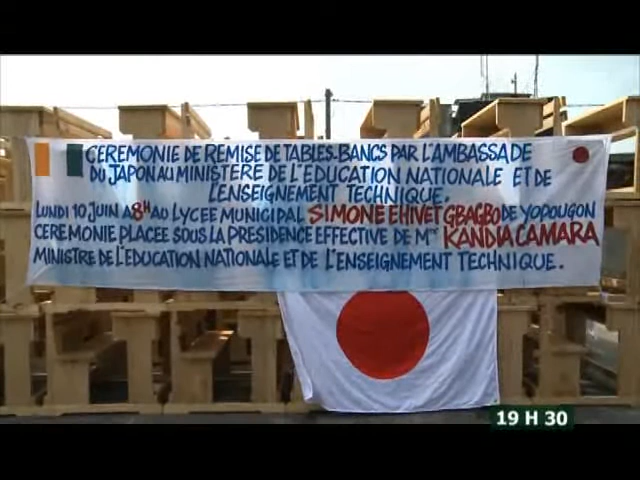 CEREMONIE DE REMISE DE TABLES-BANCS PAR L'AMBASSADE
DU JAPON AU MINISTÈRE DE L'EDUCATION NATIONALE ET DE
L'ENSEIGNEMENT TECHNIQUE.
LUNDI 10 JUIN A 8H AU LYCEE MUNICIPAL SIMONE EHIVET GBAGBO DE YOPOUGON
CEREMONIE PLACEE SOUS LA PRESIDENCE EFFECTIVE DE Mme KANDIA CAMARA
MINISTRE DE L'EDUCATION NATIONALE ET DE L'ENSEIGNEMENT TECHNIQUE.
19 H 30